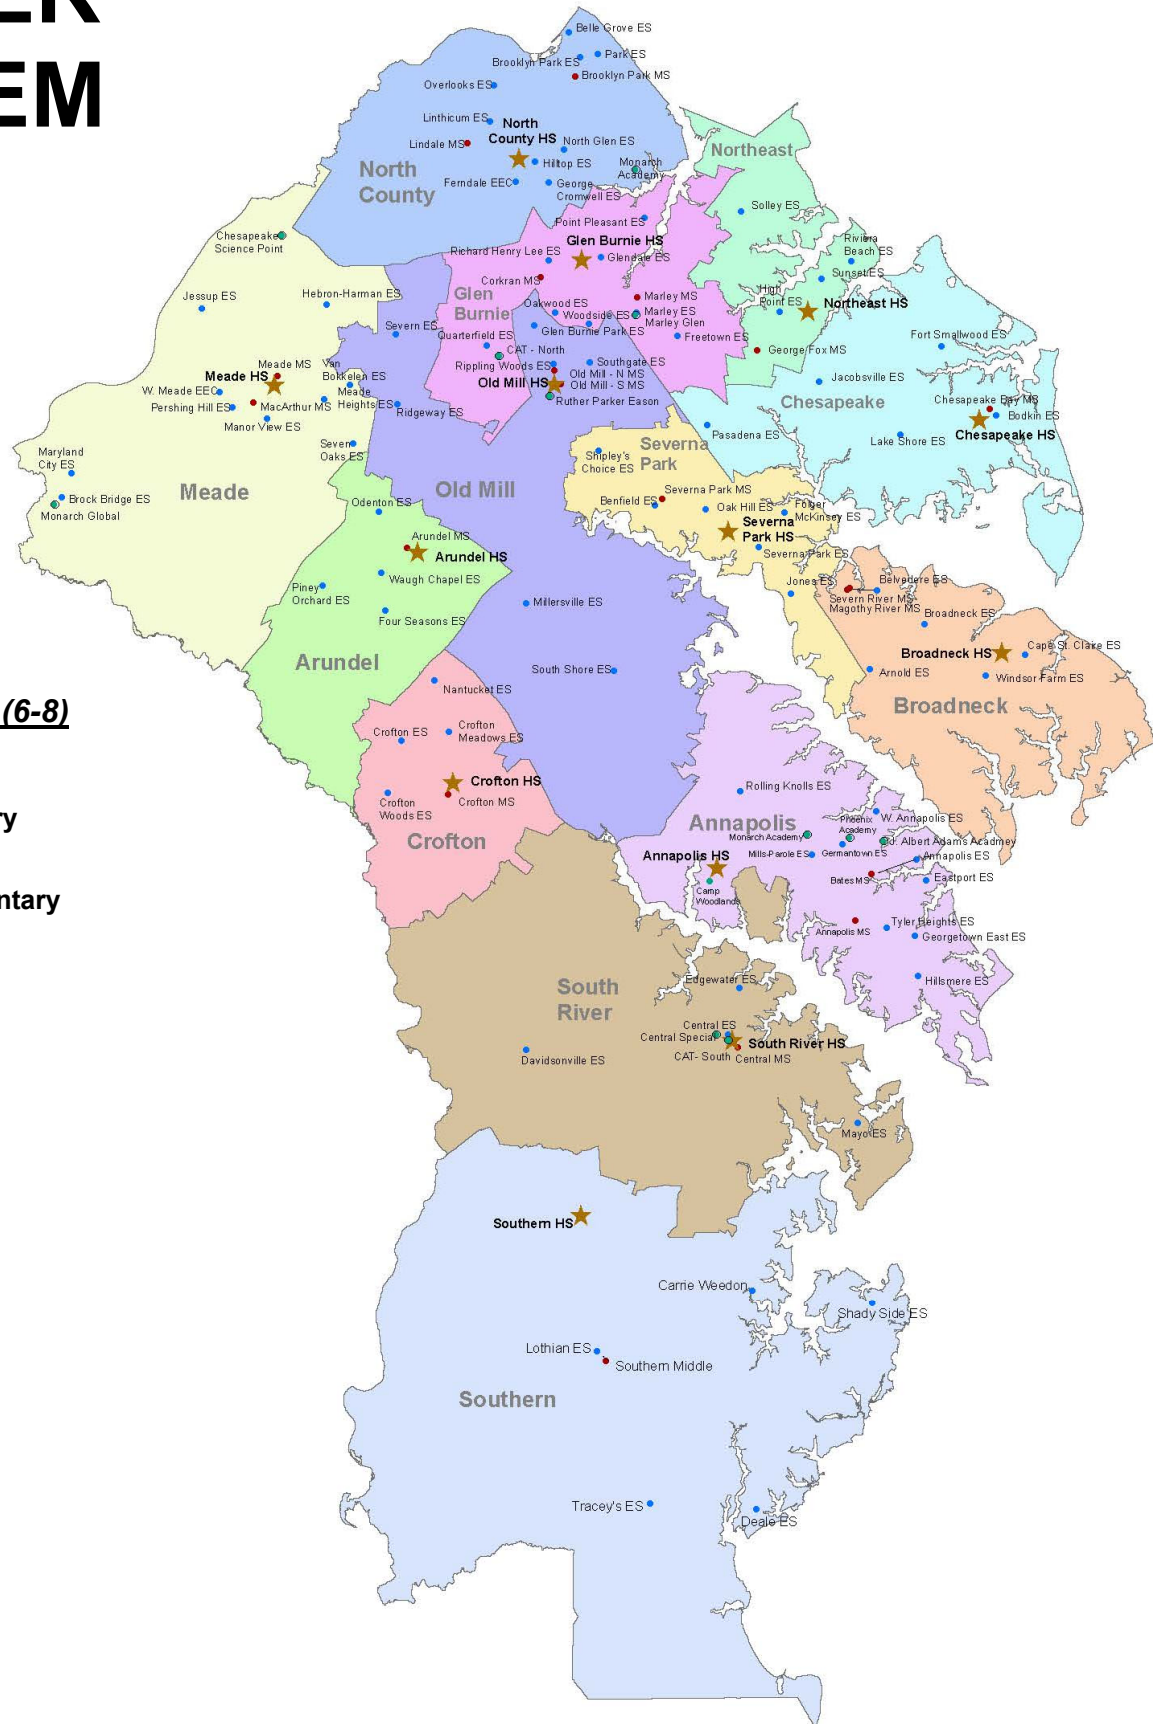 ER
EM
(6-8)
ry
ntary
Belle Grove ES
Park ES
Brooklyn Park ES
Brooklyn Park MS
Overlooks ES
Linthicum ES
North
County HS
Lindale MS
North Glen ES
Hilltop ES
Monarch
Academy
North
County
Ferndale EEC
George
Cromwell ES
Northeast
Solley ES
Point Pleasant ES
Glen Burnie HS
Richard Henry Lee ES
Glendale ES
Riviera
Beach ES
Sunset ES
Chesapeake
Science Point
Corkran MS
Glen
Burnie
High
Point ES
Northeast HS
Jessup ES
Hebron-Harman ES
Marley MS
Oakwood ES
Woodside ES
Marley ES
Marley Glen
Severn ES
Glen Burnie Park ES
Quarterfield ES
Freetown ES
Fort Smallwood ES
CAT - North
George Fox MS
Meade MS
Van
Bokkelen ES
Rippling Woods ES
Southgate ES
Meade HS
Old Mill HS
Old Mill - N MS
Old Mill - S MS
Jacobsville ES
W. Meade EEC
Meade
Heights ES
Ruther Parker Eason
Chesapeake
Chesapeake Bay MS
Pershing Hill ES
MacArthur MS
Ridgeway ES
Bodkin ES
Manor View ES
Pasadena ES
Chesapeake HS
Lake Shore ES
Seven
Oaks ES
Severna
Park
Shipley's
Choice ES
Maryland
City ES
Meade
Old Mill
Severna Park MS
Brock Bridge ES
Benfield ES
Odenton ES
Oak Hill ES
Folger
McKinsey ES
Monarch Global
Severna
Park HS
Arundel MS
Arundel HS
Severna Park ES
Waugh Chapel ES
Piney
Orchard ES
Jones ES
Belvedere ES
Severn River MS
Magothy River MS
Millersville ES
Four Seasons ES
Broadneck ES
Broadneck HS
Cape St. Claire ES
Arundel
South Shore ES
Arnold ES
Windsor Farm ES
Nantucket ES
Broadneck
Crofton ES
Crofton
Meadows ES
Crofton HS
Rolling Knolls ES
Crofton
Woods ES
Crofton MS
Annapolis
Phoenix
Academy
W. Annapolis ES
Crofton
Monarch Academy
J. Albert Adams Acadmey
Annapolis HS
Mills-Parole ES
Germantown ES
Annapolis ES
Bates MS
Eastport ES
Camp
Woodlands
Annapolis MS
Tyler Heights ES
Georgetown East ES
South
River
Edgewater ES
Hillsmere ES
Central ES
Central Special
South River HS
CAT- South
Central MS
Davidsonville ES
Mayo ES
Southern HS
Carrie Weedon
Shady Side ES
Lothian ES
Southern Middle
Southern
Tracey's ES
Deale ES